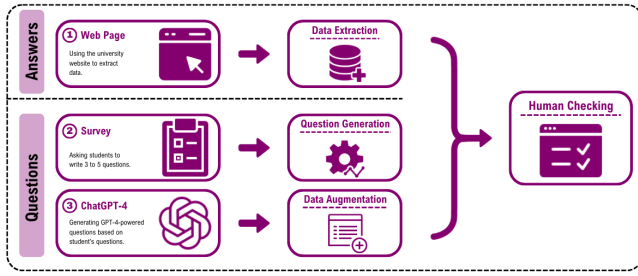 Answers
1 Web Page
Using the university
website to extract
data.
Data Extraction
Questions
2 Survey
Asking students to
write 3 to 5 questions.
Question Generation
3 ChatGPT-4
Generating GPT-4-powered
questions based on
student's questions.
Data Augmentation
Human Checking